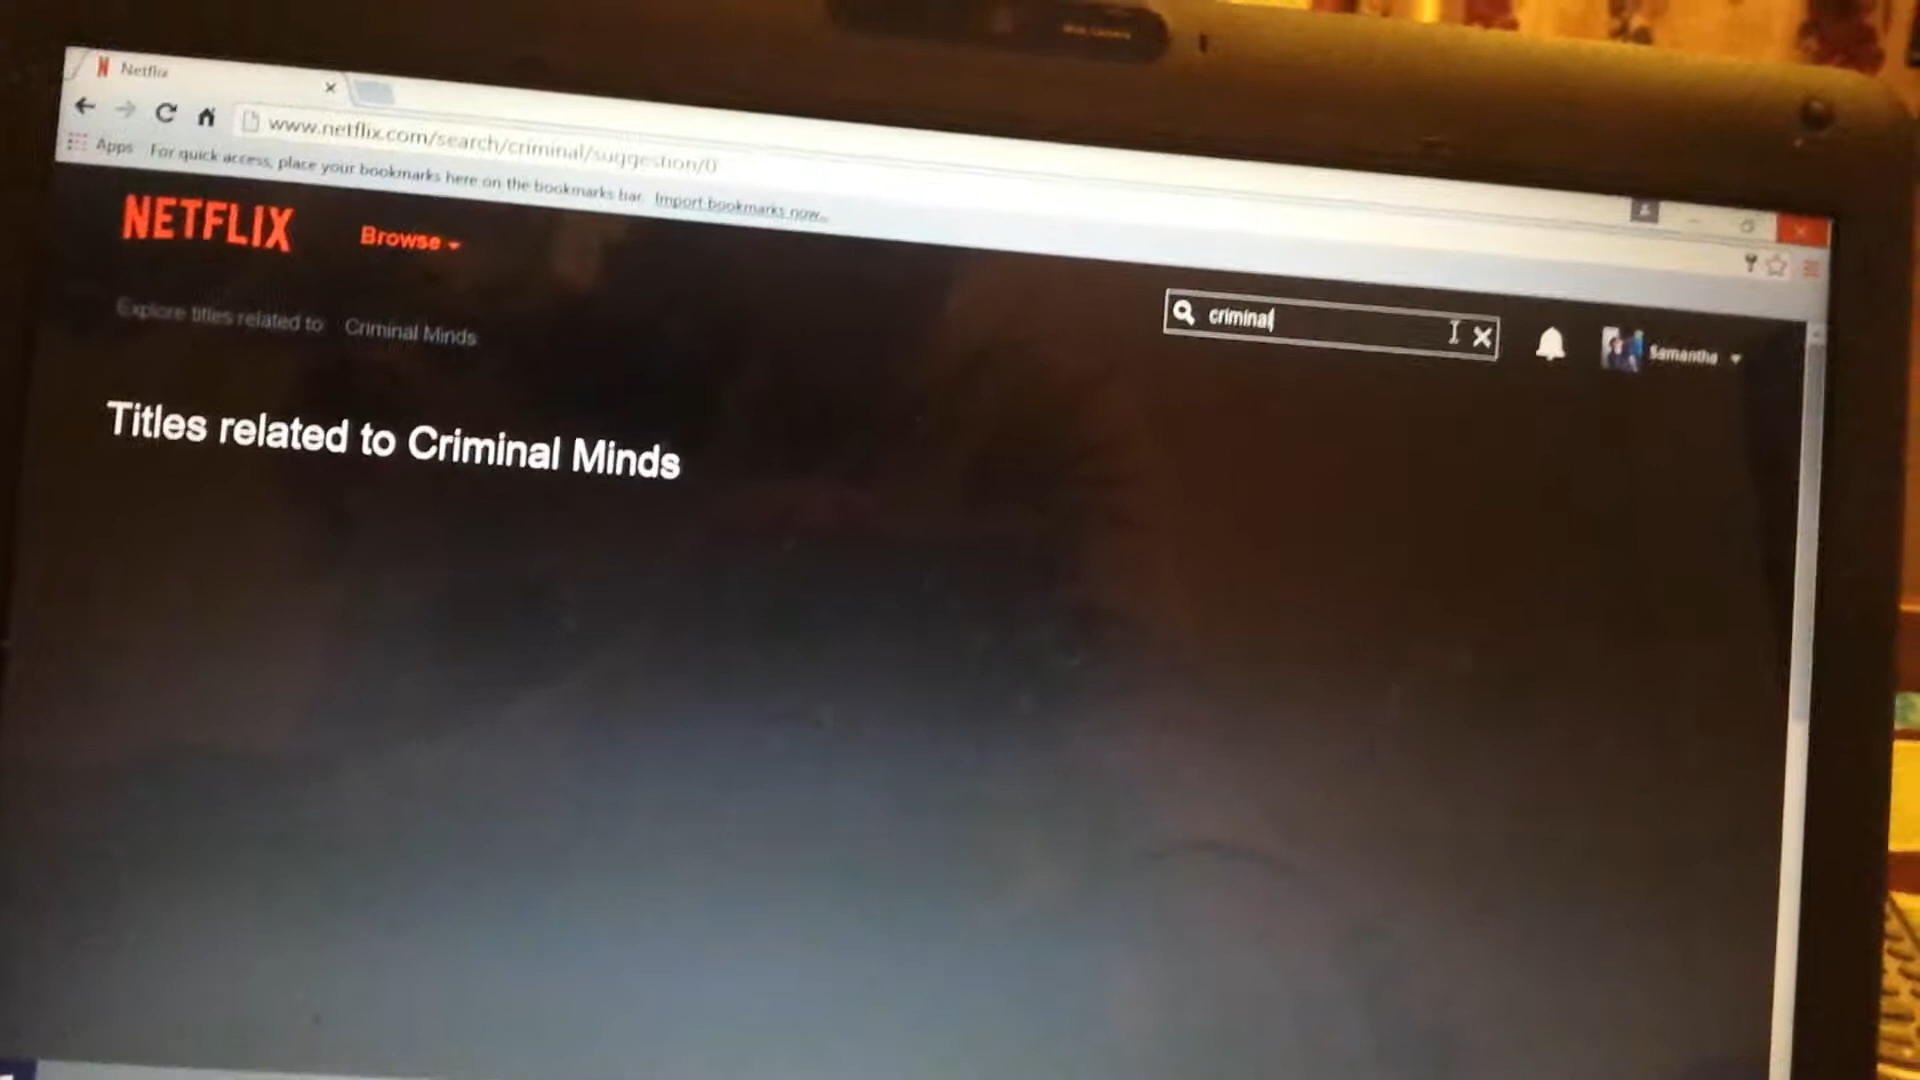 Netflix
www.netflix.com/search/criminal/suggestion/0
Apps For quick access, place your bookmarks here on the bookmarks bar. Import bookmarks now...
NETFLIX
Browse
criminal
Samantha
Explore titles related to: Criminal Minds
Titles related to Criminal Minds